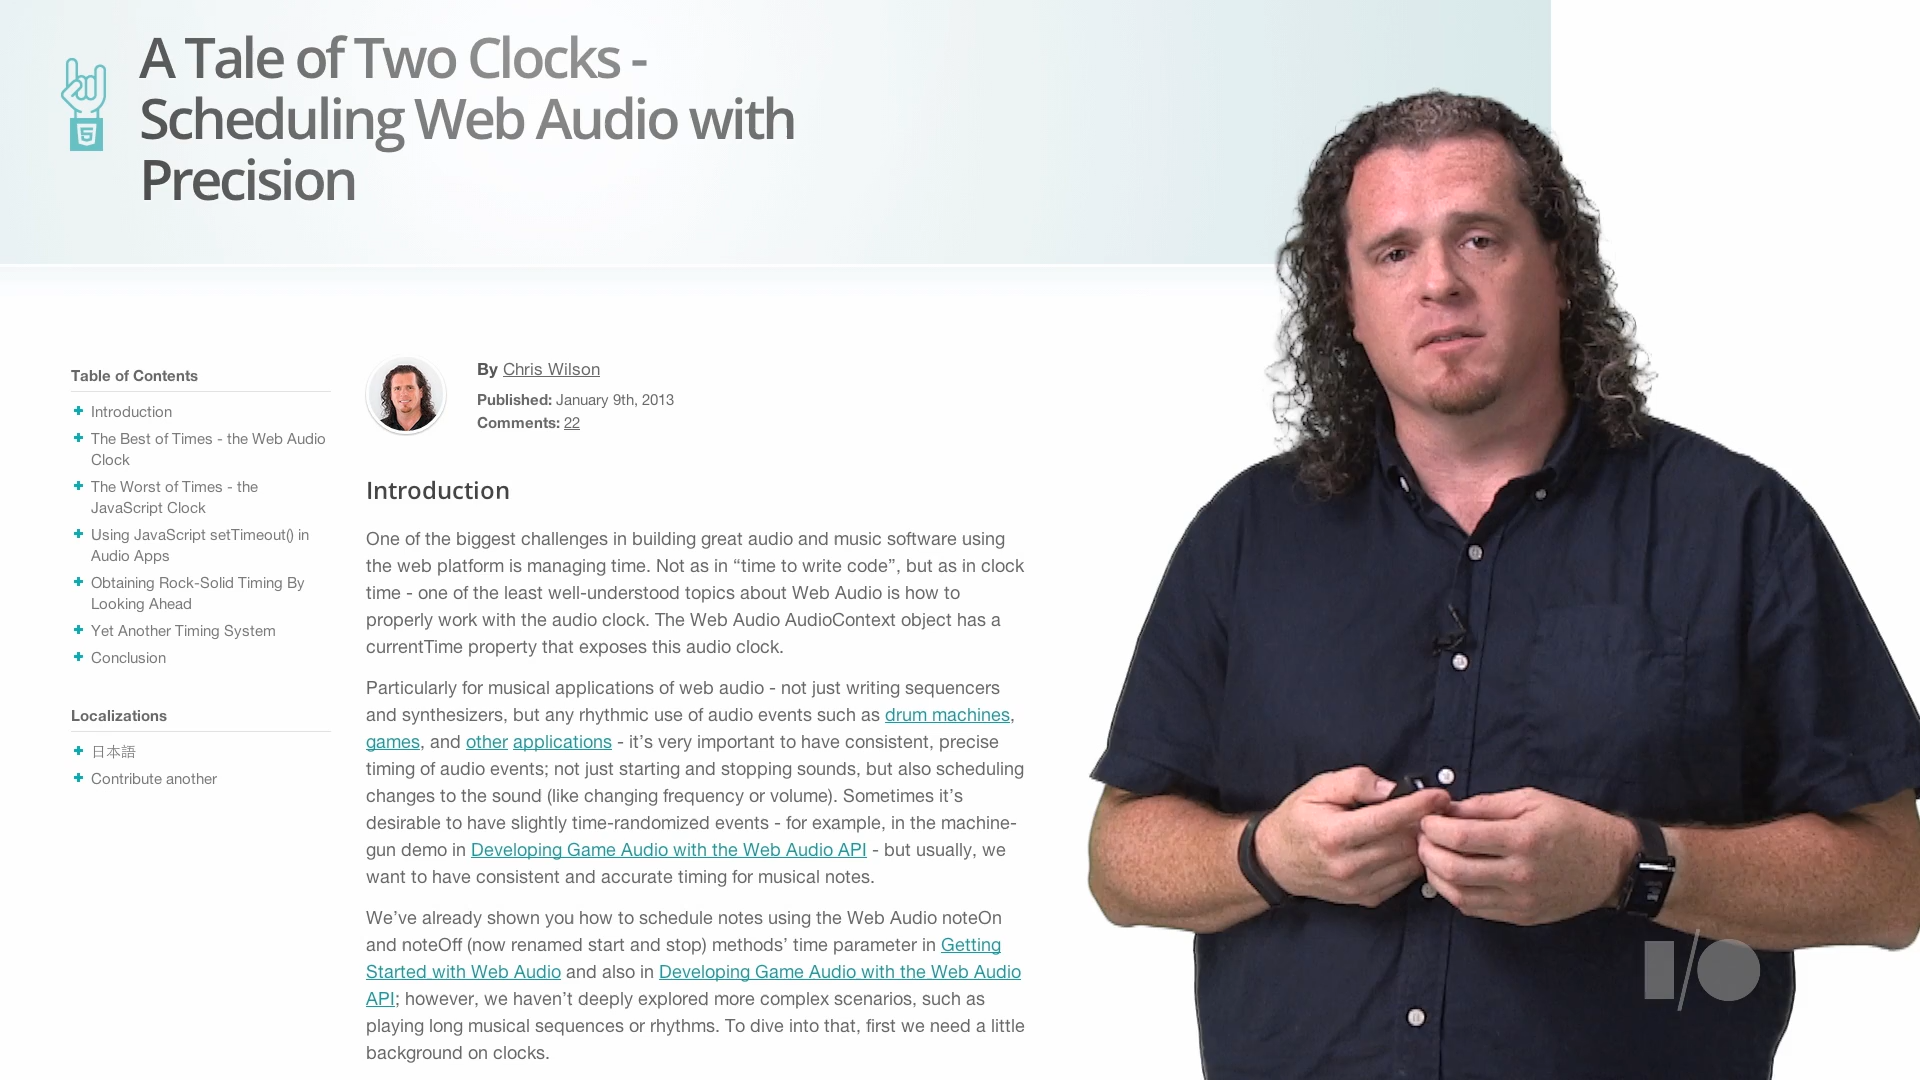 A Tale of Two Clocks -
Scheduling Web Audio with
Precision
5
Table of Contents
Introduction
The Best of Times - the Web Audio
Clock
The Worst of Times - the
JavaScript Clock
Using JavaScript setTimeout() in
Audio Apps
Obtaining Rock-Solid Timing By
Looking Ahead
Yet Another Timing System
Conclusion
Localizations
日本語
Contribute another
By Chris Wilson
Published: January 9th, 2013
Comments: 22
Introduction
One of the biggest challenges in building great audio and music software using
the web platform is managing time. Not as in “time to write code”, but as in clock
time - one of the least well-understood topics about Web Audio is how to
properly work with the audio clock. The Web Audio AudioContext object has a
currentTime property that exposes this audio clock.
Particularly for musical applications of web audio - not just writing sequencers
and synthesizers, but any rhythmic use of audio events such as drum machines,
games, and other applications - it’s very important to have consistent, precise
timing of audio events; not just starting and stopping sounds, but also scheduling
changes to the sound (like changing frequency or volume). Sometimes it’s
desirable to have slightly time-randomized events - for example, in the machine-
gun demo in Developing Game Audio with the Web Audio API - but usually, we
want to have consistent and accurate timing for musical notes.
We’ve already shown you how to schedule notes using the Web Audio noteOn
and noteOff (now renamed start and stop) methods’ time parameter in Getting
Started with Web Audio and also in Developing Game Audio with the Web Audio
API; however, we haven’t deeply explored more complex scenarios, such as
playing long musical sequences or rhythms. To dive into that, first we need a little
background on clocks.
I/O